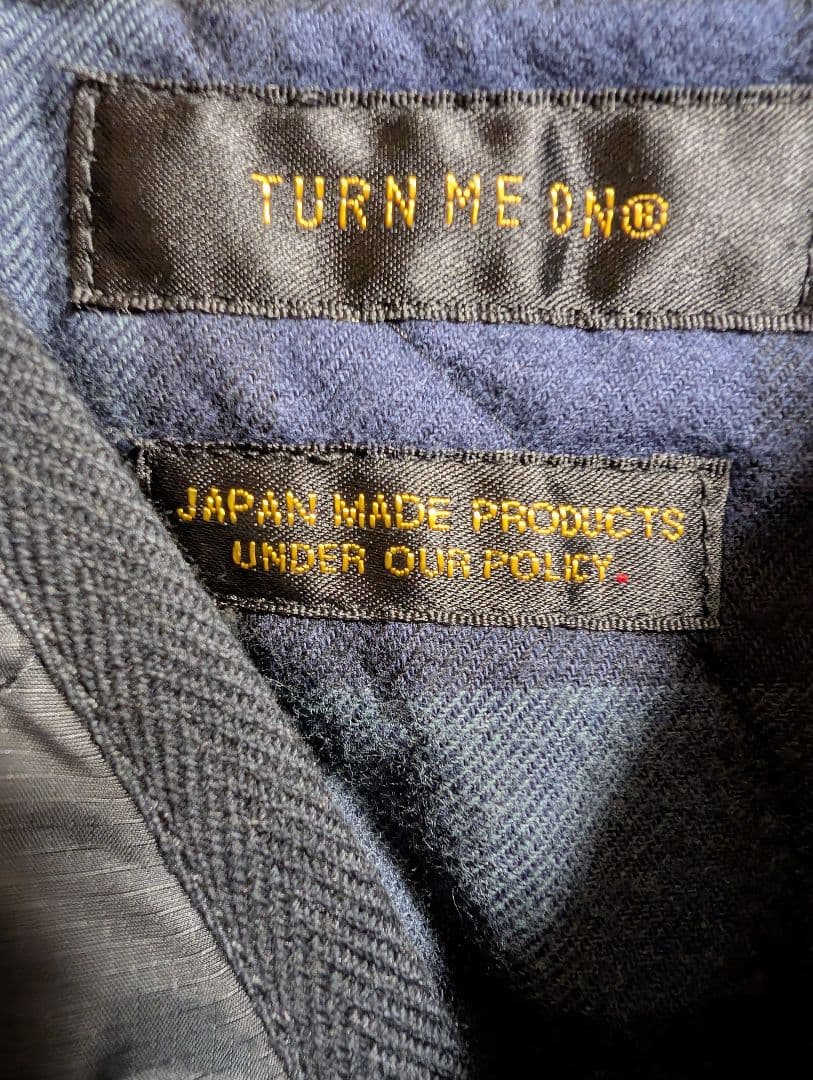 TURN ME ON®
JAPAN MADE PRODUCTS
UNDER OUR POLICY.